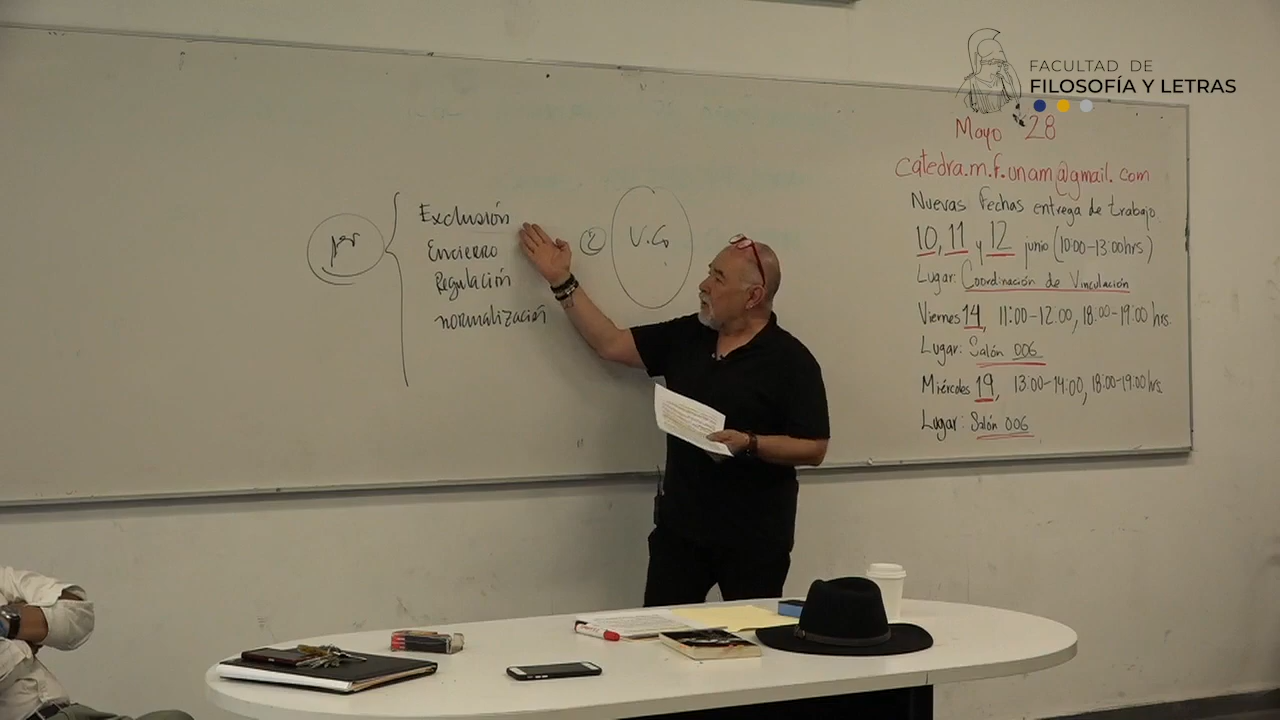 FACULTAD DE
FILOSOFÍA Y LETRAS
Exclusión
Encierro
Regulación
normalización
2
Mayo 28
catedra.m.f.unam@gmail.com
Nuevas Fechas entrega de trabajo
10, 11 y 12 junio (10:00-13:00hrs)
Lugar: Coordinación de Vinculación
Viernes 14, 11:00-12:00, 18:00-19:00 hrs.
Lugar: Salón 006
Miércoles 19, 13:00-14:00, 18:00-19:00 hrs.
Lugar: Salón 006